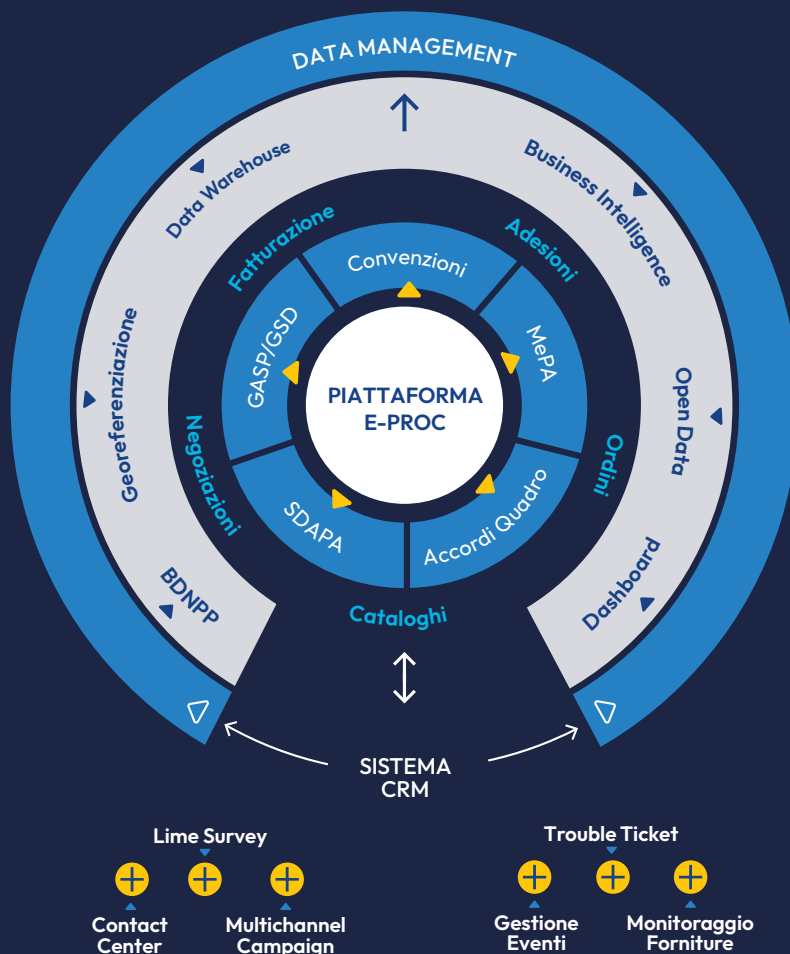 DATA MANAGEMENT
Data Warehouse
Business Intelligence
Georeferenziazione
Open Data
BDNPP
Dashboard
Fatturazione
Adesioni
Negoziazioni
Ordini
Cataloghi
Convenzioni
GASP/GSD
MePA
SDAPA
Accordi Quadro
PIATTAFORMA
E-PROC
SISTEMA
CRM
Lime Survey
Contact
Center
Multichannel
Campaign
Trouble Ticket
Gestione
Eventi
Monitoraggio
Forniture